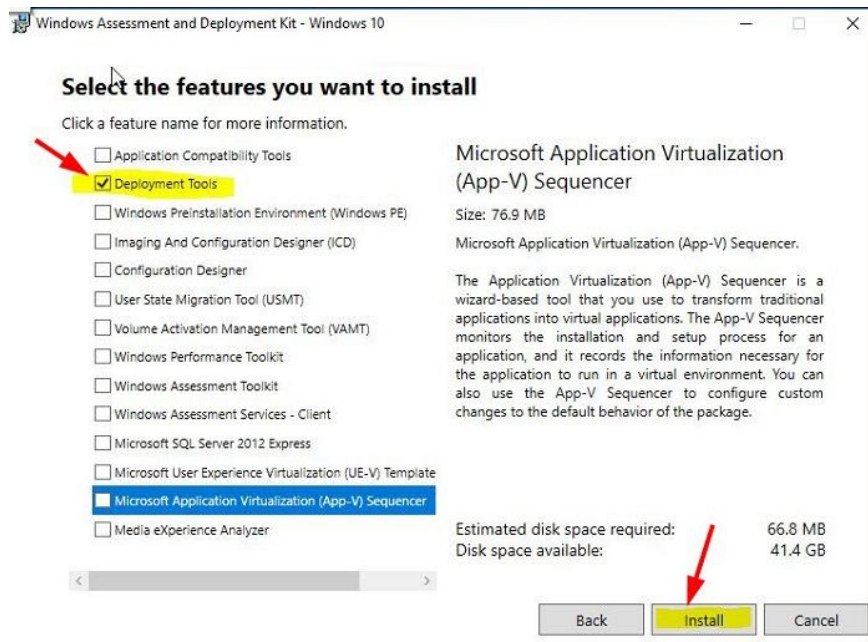 Windows Assessment and Deployment Kit - Windows 10
Select the features you want to install
Click a feature name for more information.
Application Compatibility Tools
Deployment Tools
Windows Preinstallation Environment (Windows PE)
Imaging And Configuration Designer (ICD)
Configuration Designer
User State Migration Tool (USMT)
Volume Activation Management Tool (VAMT)
Windows Performance Toolkit
Windows Assessment Toolkit
Windows Assessment Services - Client
Microsoft SQL Server 2012 Express
Microsoft User Experience Virtualization (UE-V) Template
Microsoft Application Virtualization (App-V) Sequencer
Media eXperience Analyzer
Microsoft Application Virtualization
(App-V) Sequencer
Size: 76.9 MB
Microsoft Application Virtualization (App-V) Sequencer.
The Application Virtualization (App-V) Sequencer is a
wizard-based tool that you use to transform traditional
applications into virtual applications. The App-V Sequencer
monitors the installation and setup process for an
application, and it records the information necessary for
the application to run in a virtual environment. You can
also use the App-V Sequencer to configure custom
changes to the default behavior of the package.
Estimated disk space required: 66.8 MB
Disk space available: 41.4 GB
Back Install Cancel